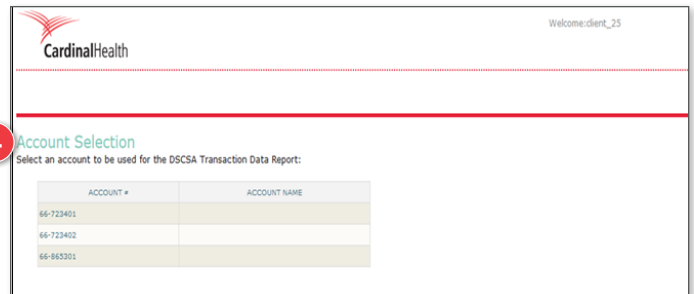 Welcome:client_25
CardinalHealth
Account Selection
Select an account to be used for the DSCSA Transaction Data Report:
ACCOUNT # ACCOUNT NAME
66-723401
66-723402
66-865301